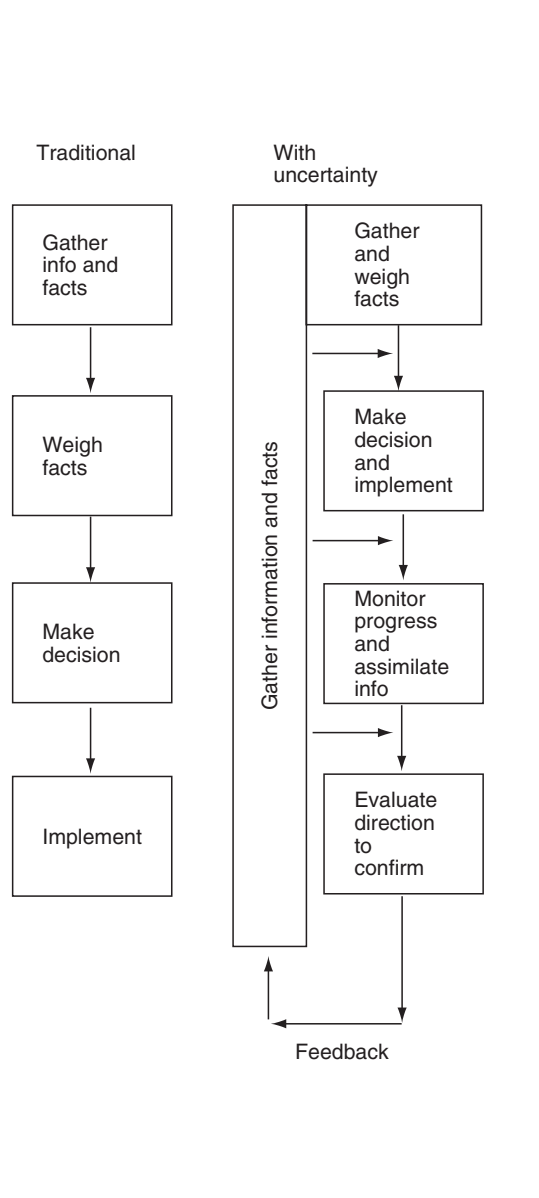 Traditional
Gather
info and
facts
Weigh
facts
Make
decision
Implement
With
uncertainty
Gather information and facts
Gather
and
weigh
facts
Make
decision
and
implement
Monitor
progress
and
assimilate
info
Evaluate
direction
to
confirm
Feedback